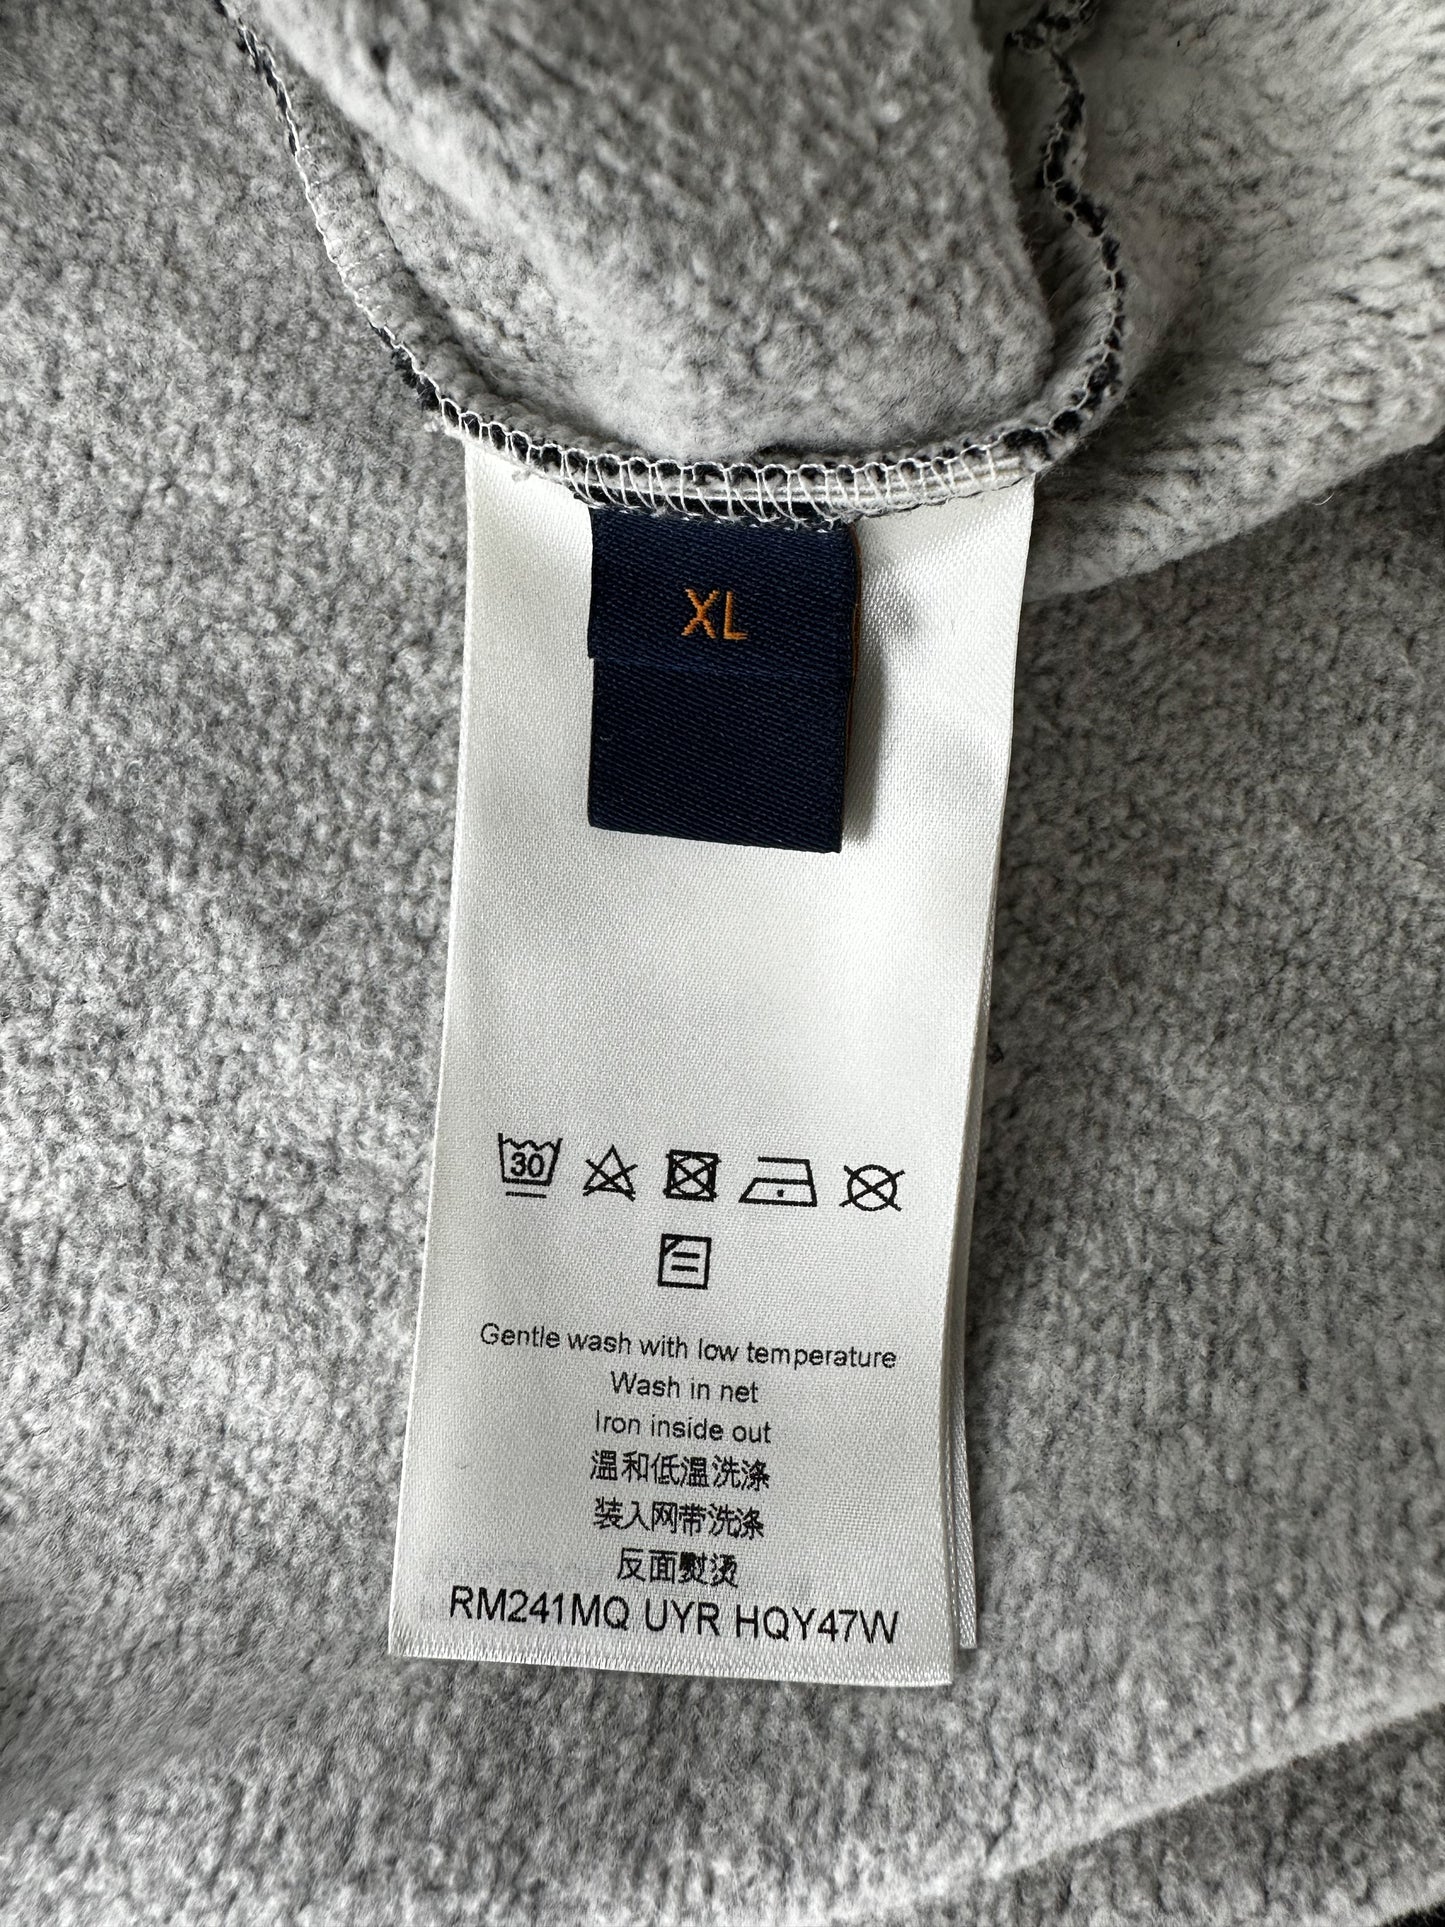 XL
30
Gentle wash with low temperature
Wash in net
Iron inside out
温和低温洗涤
装入网带洗涤
反面熨烫
RM241MQ UYR HQY47W